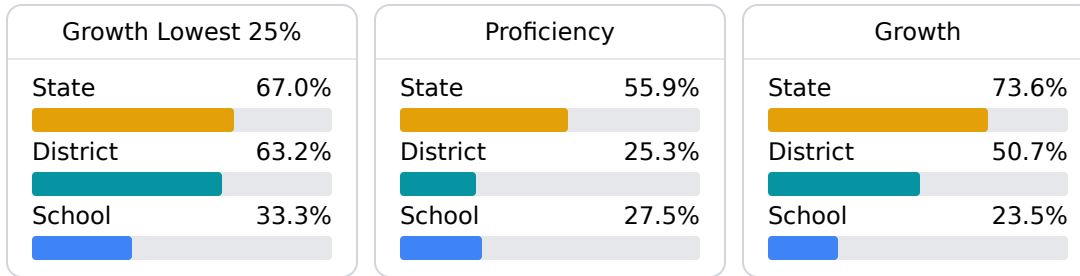 Growth Lowest 25%
State 67.0%
District 63.2%
School 33.3%
Proficiency
State 55.9%
District 25.3%
School 27.5%
Growth
State 73.6%
District 50.7%
School 23.5%